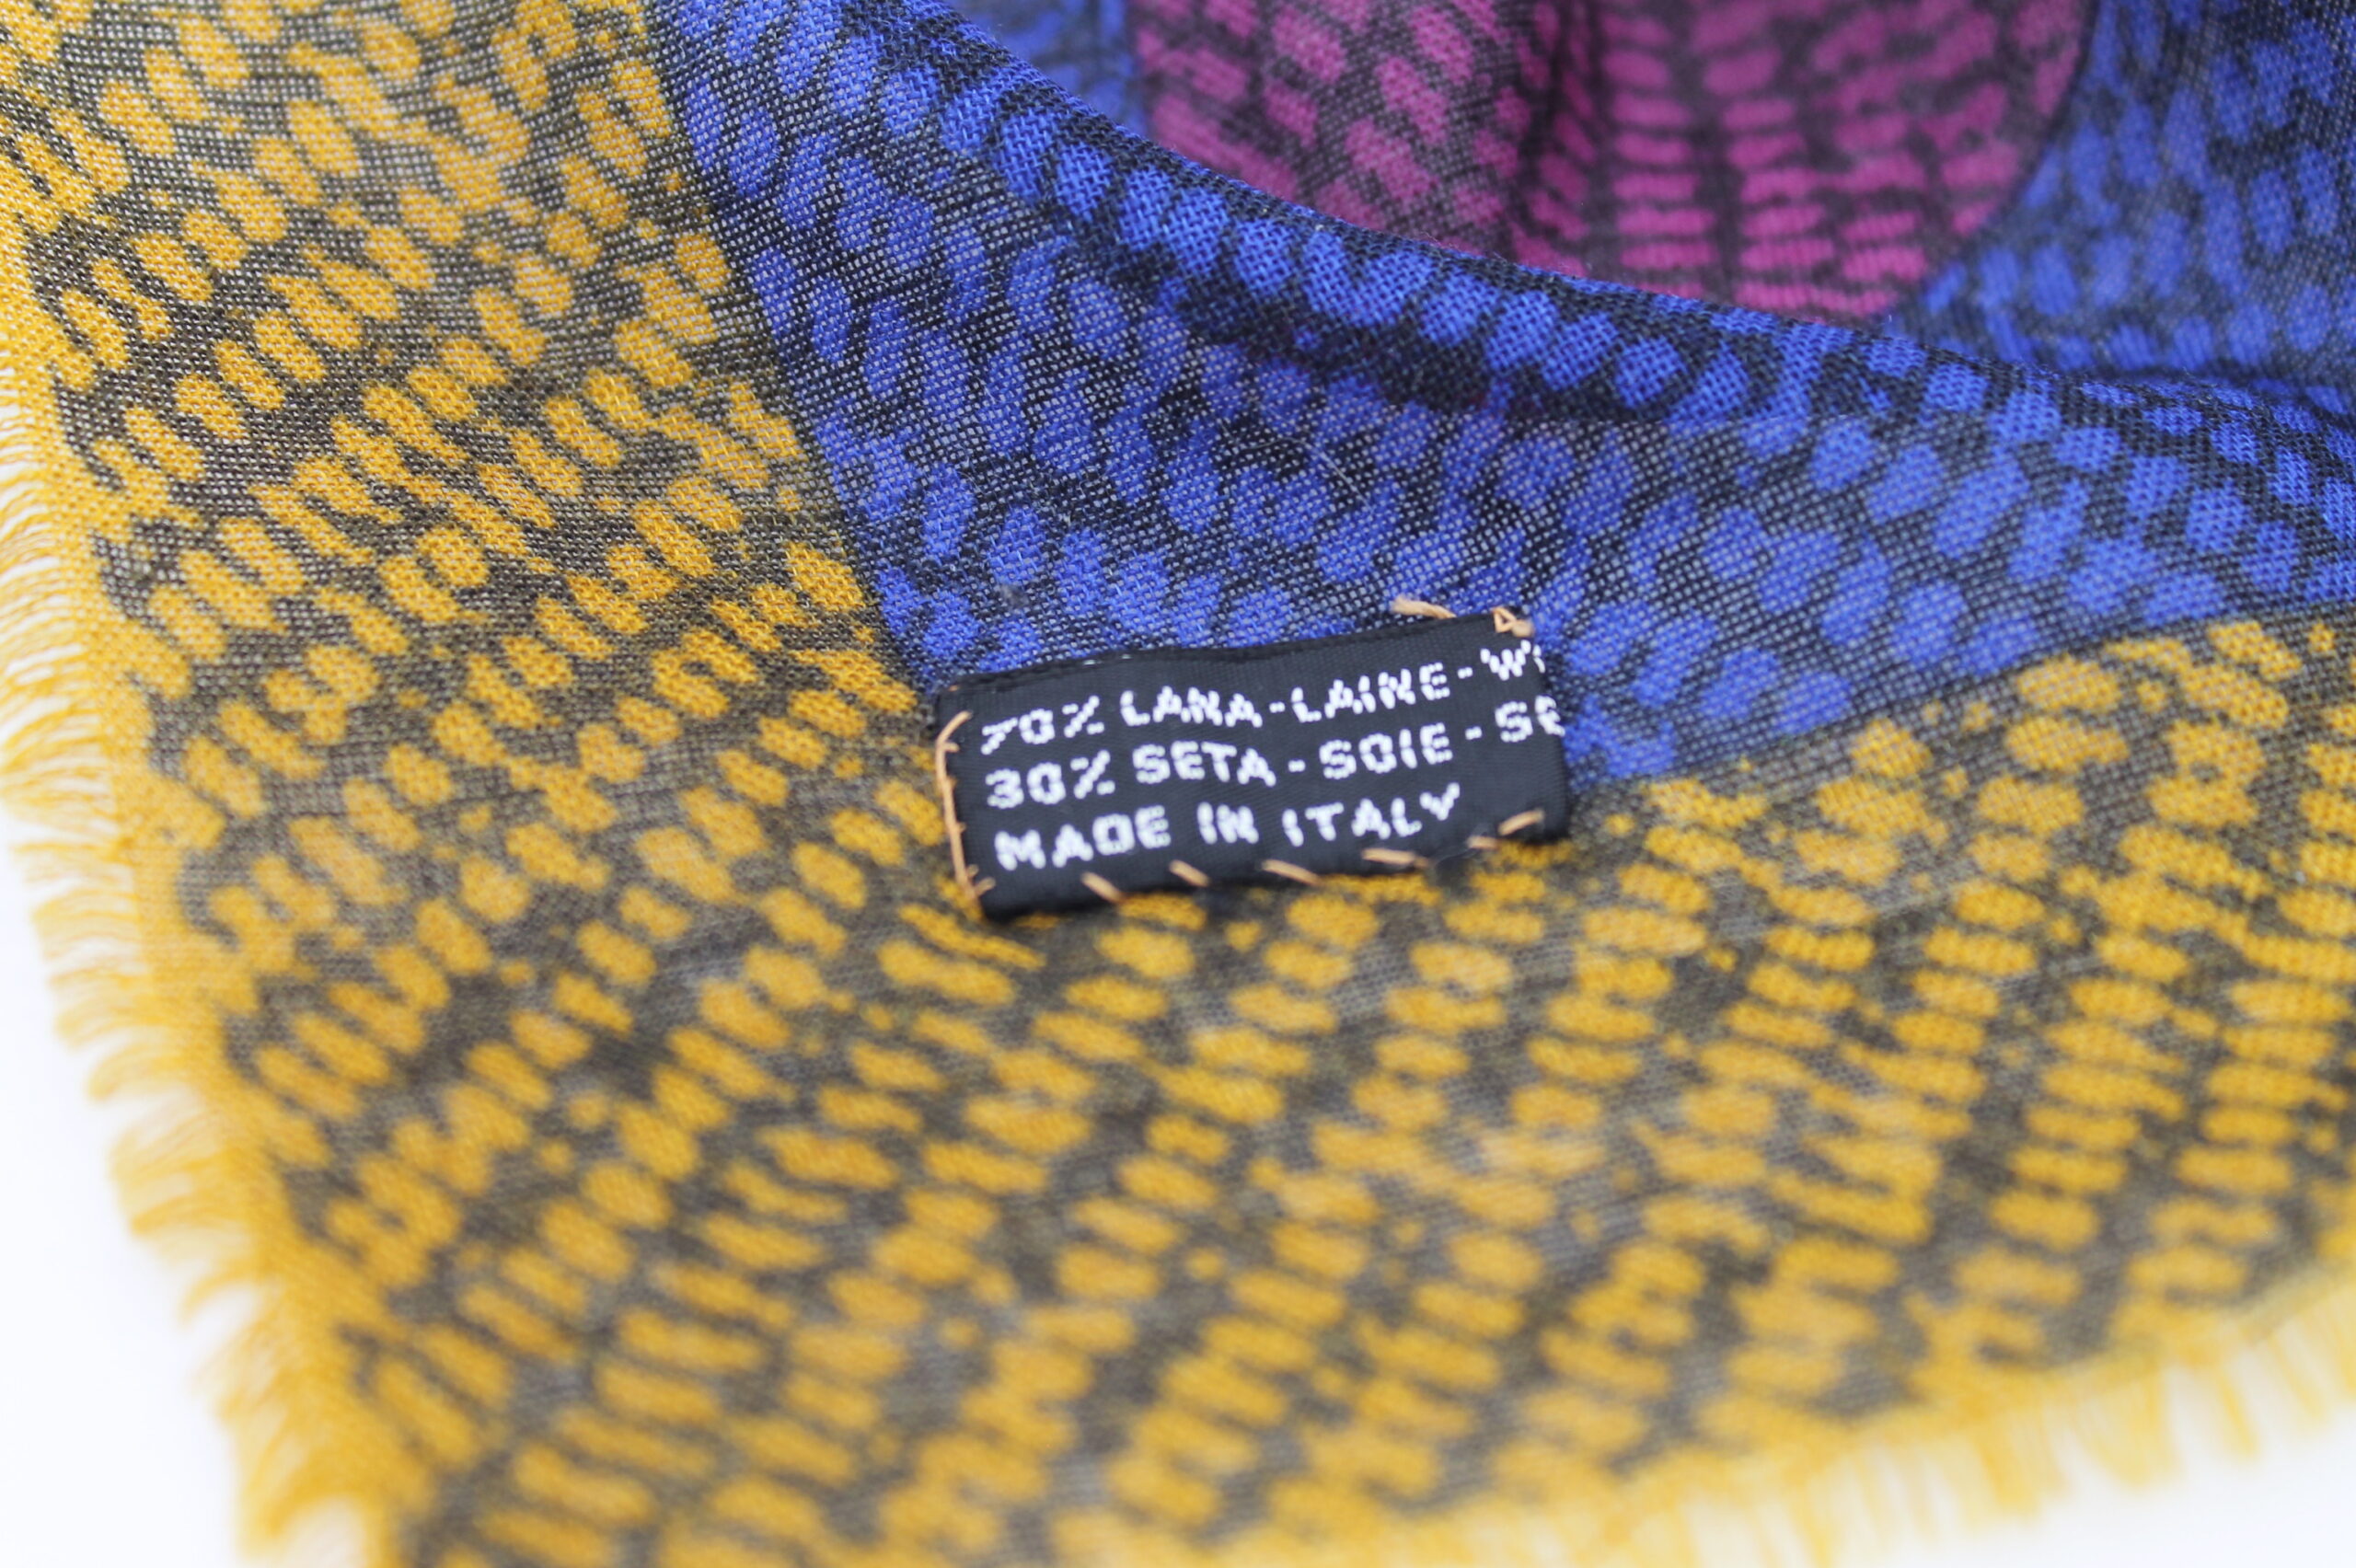 70% LANA-LAINE-W
30% SETA-SOIE-SE
MADE IN ITALY